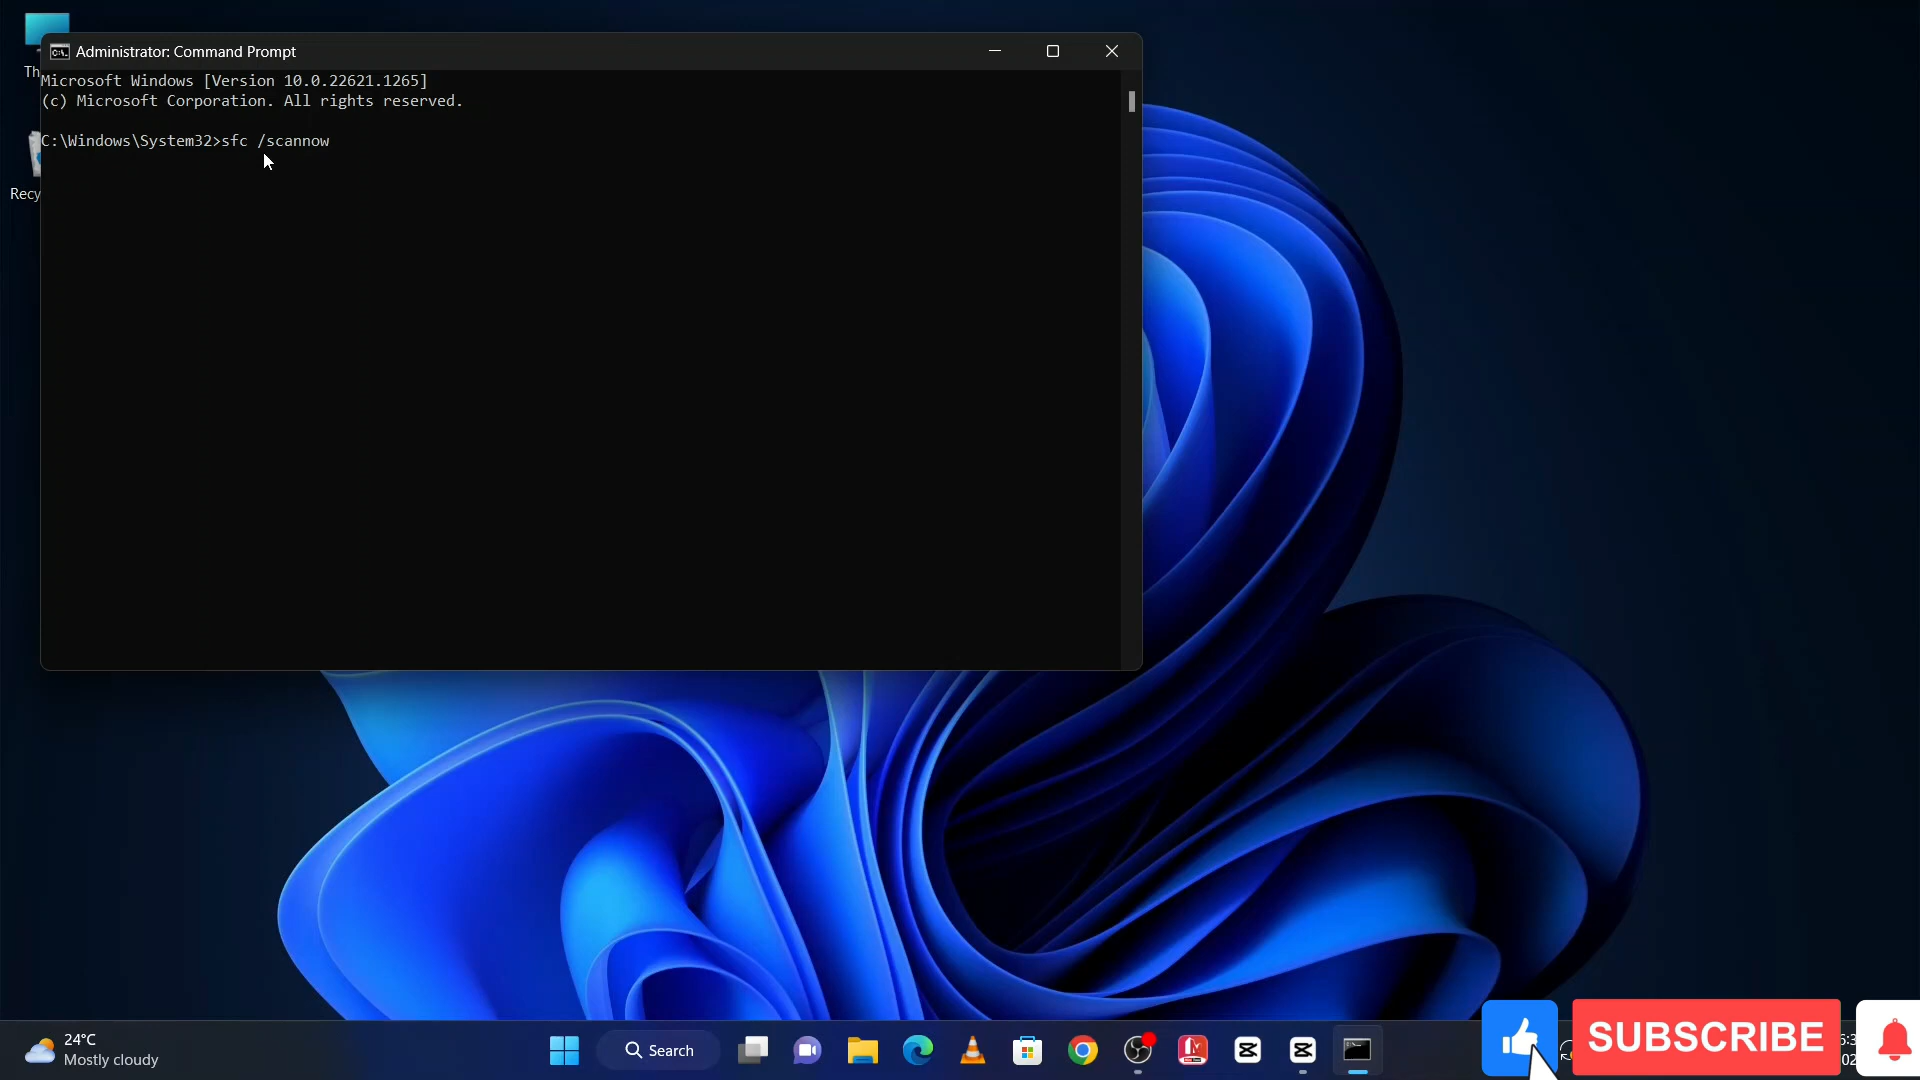 Administrator: Command Prompt
Th
Microsoft Windows [Version 10.0.22621.1265]
(c) Microsoft Corporation. All rights reserved.
C:\Windows\System32>sfc /scannow
Recy
24°C
Mostly cloudy
Search
SUBSCRIBE